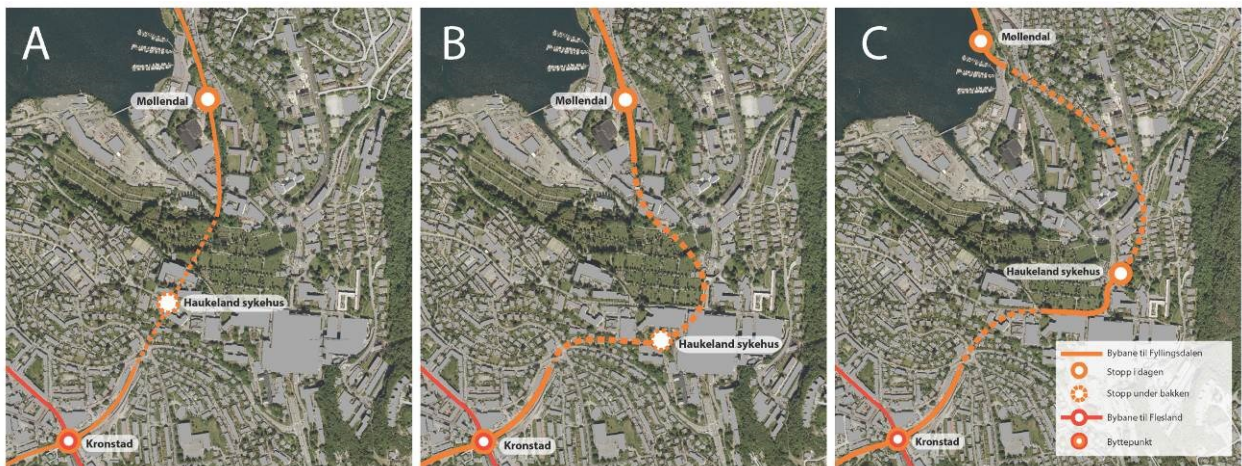 A
Møllendal
Haukeland sykehus
Kronstad
B
Møllendal
Haukeland sykehus
Kronstad
C
Møllendal
Haukeland sykehus
Kronstad
Bybane til Fyllingsdalen
Stopp i dagen
Stopp under bakken
Bybane til Flesland
Byttepunkt